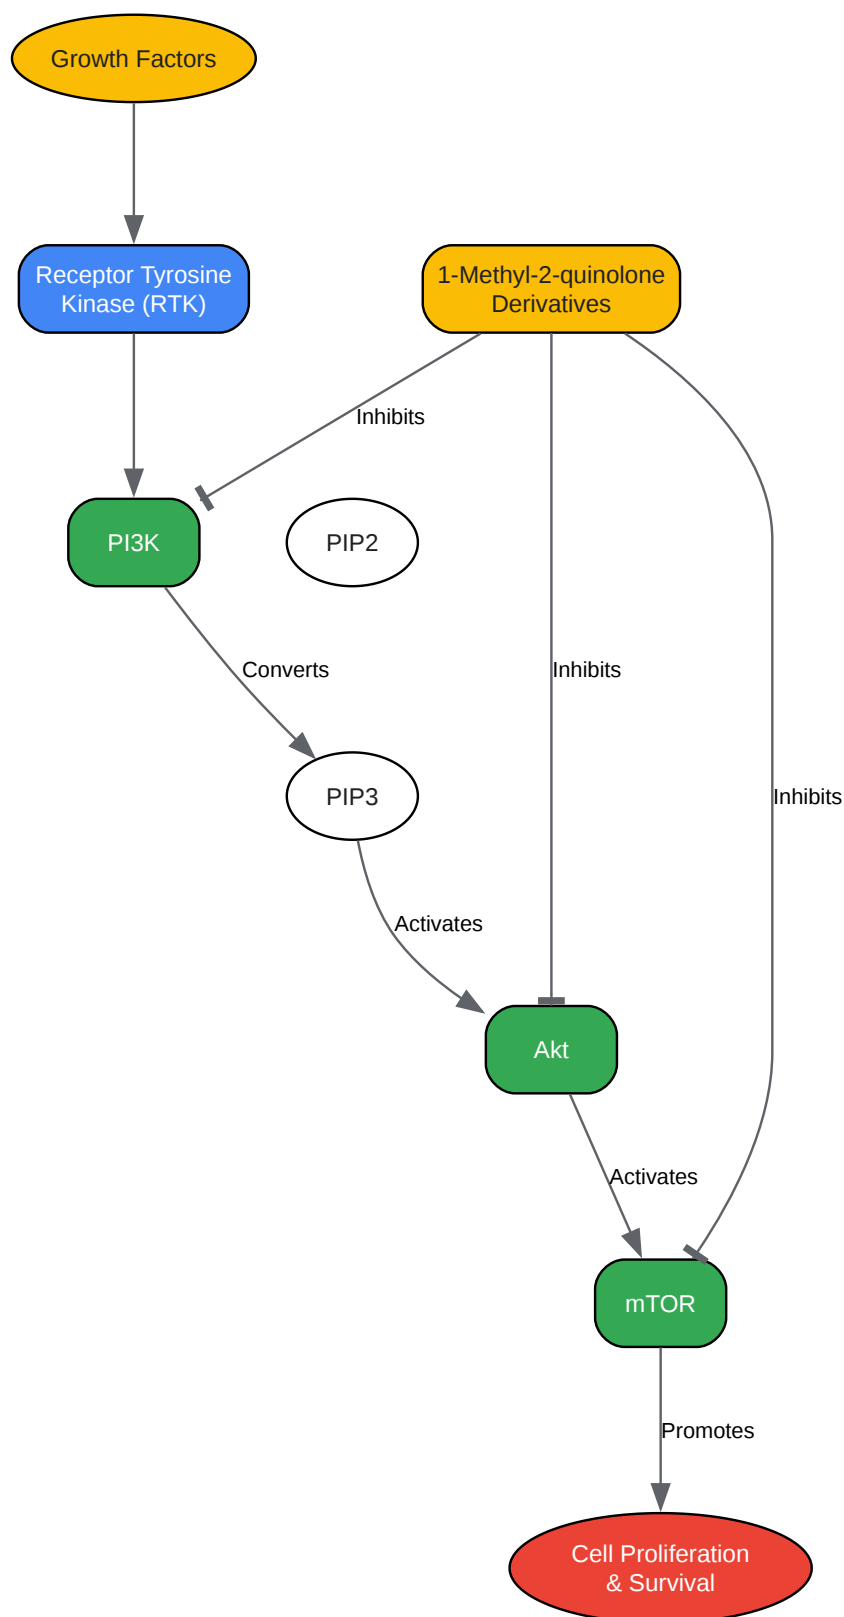 Growth Factors
Receptor Tyrosine
Kinase (RTK)
1-Methyl-2-quinolone
Derivatives
Inhibits
PI3K
PIP2
Converts
Inhibits
PIP3
Inhibits
Activates
Akt
Activates
mTOR
Promotes
Cell Proliferation
& Survival